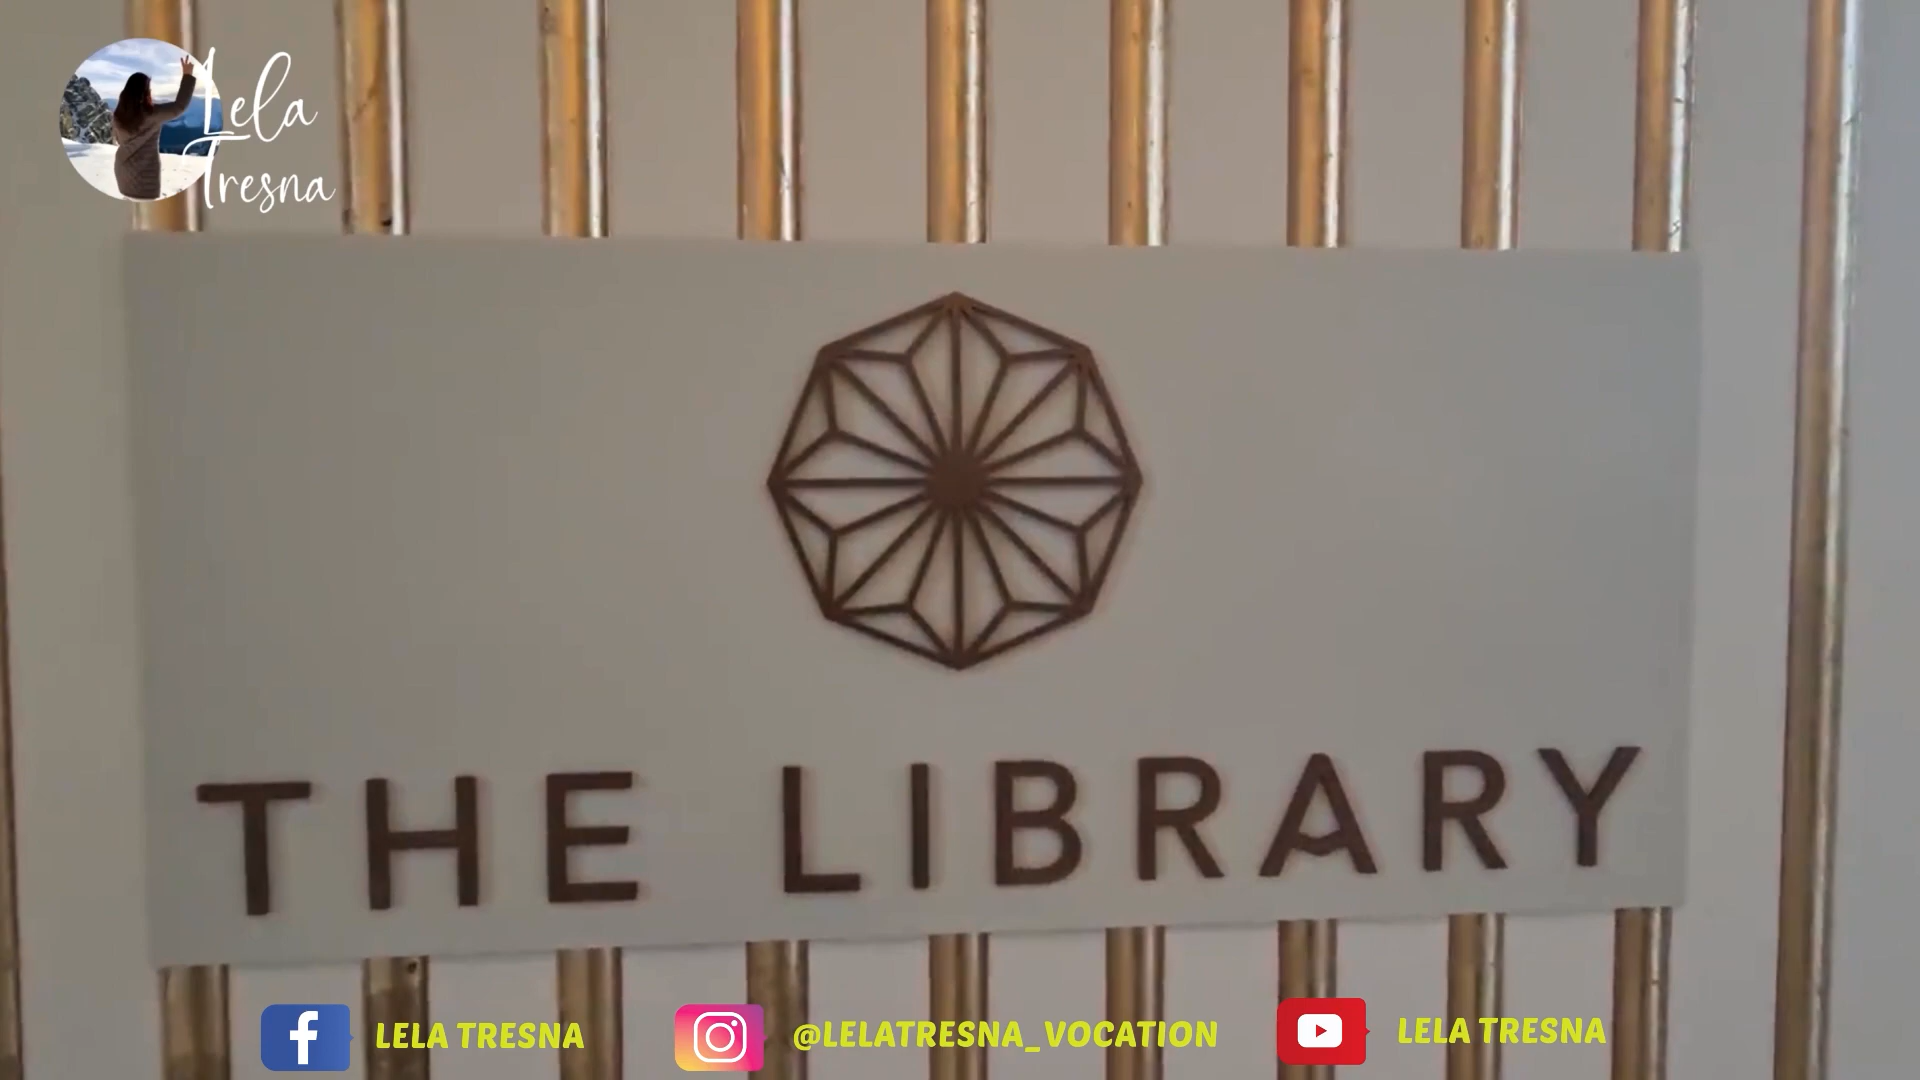 Lela
Tresna
THE LIBRARY
LELA TRESNA
@LELATRESNA_VOCATION
LELA TRESNA